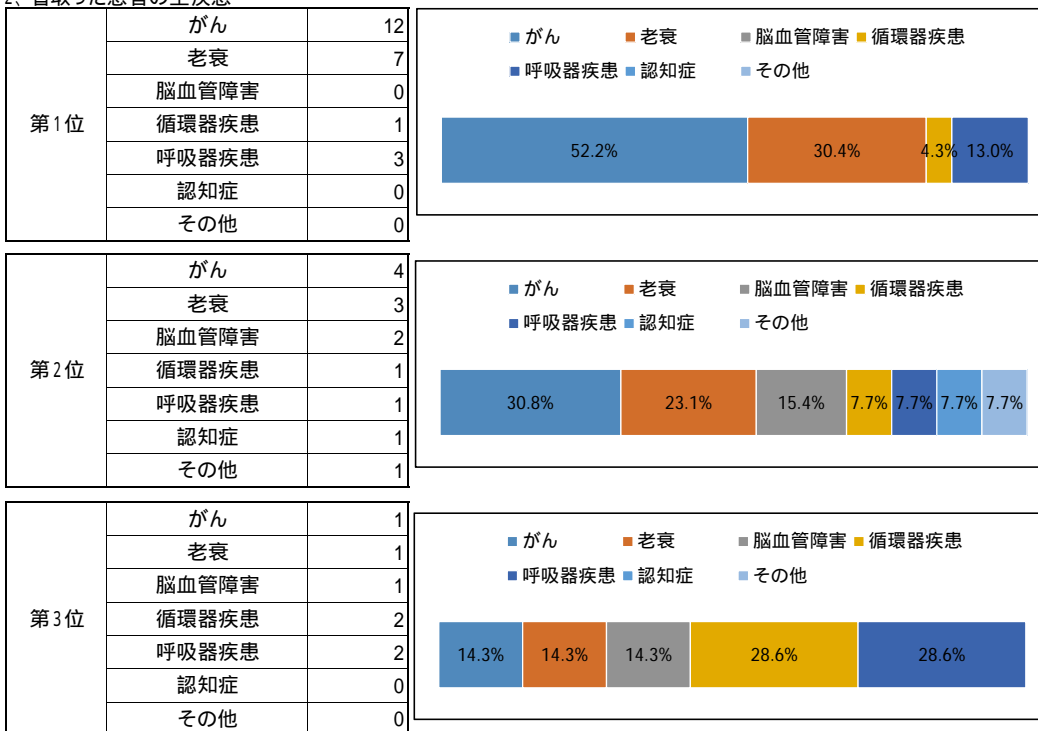 2、看取った患者の主疾患
第1位
がん 12
老衰 7
脳血管障害 0
循環器疾患 1
呼吸器疾患 3
認知症 0
その他 0
がん 老衰 脳血管障害 循環器疾患
呼吸器疾患 認知症 その他
52.2% 30.4% 4.3% 13.0%
第2位
がん 4
老衰 3
脳血管障害 2
循環器疾患 1
呼吸器疾患 1
認知症 1
その他 1
がん 老衰 脳血管障害 循環器疾患
呼吸器疾患 認知症 その他
30.8% 23.1% 15.4% 7.7% 7.7% 7.7% 7.7%
第3位
がん 1
老衰 1
脳血管障害 1
循環器疾患 2
呼吸器疾患 2
認知症 0
その他 0
がん 老衰 脳血管障害 循環器疾患
呼吸器疾患 認知症 その他
14.3% 14.3% 14.3% 28.6% 28.6%